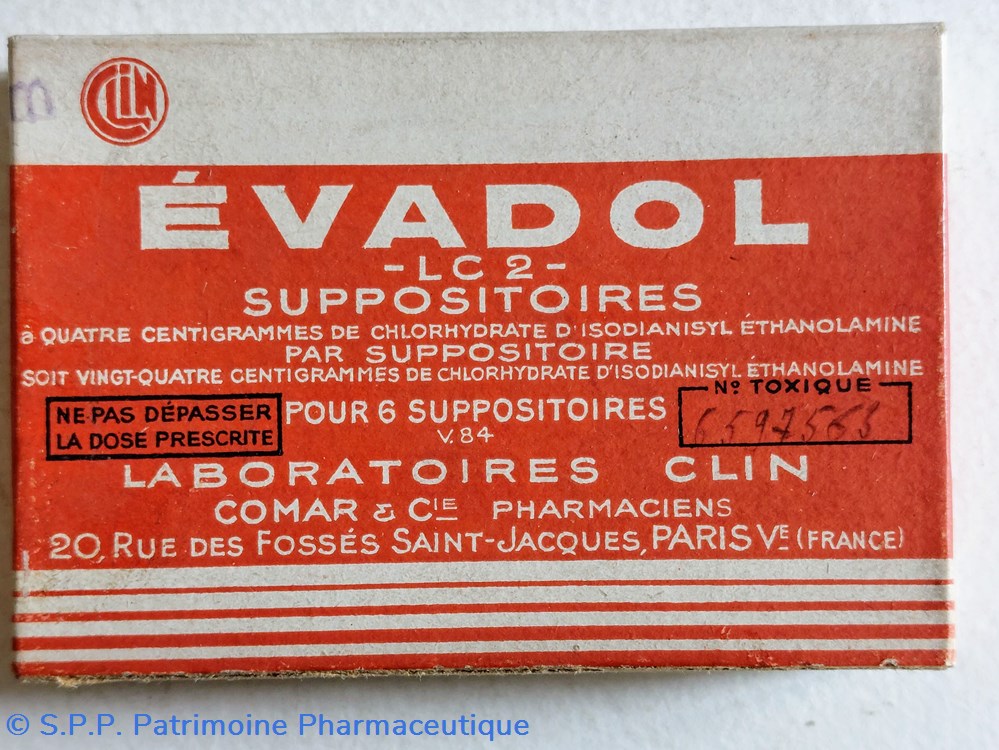 CLIN
ÉVADOL
- LC 2 -
SUPPOSITOIRES
à QUATRE CENTIGRAMMES DE CHLORHYDRATE D'ISODIANISYL ÉTHANOLAMINE
PAR SUPPOSITOIRE
SOIT VINGT-QUATRE CENTIGRAMMES DE CHLORHYDRATE D'ISODIANISYL ÉTHANOLAMINE
NE PAS DÉPASSER
LA DOSE PRESCRITE
POUR 6 SUPPOSITOIRES
V.84
Nº TOXIQUE
LABORATOIRES CLIN
COMAR & CIE PHARMACIENS
20, RUE DES FOSSÉS SAINT-JACQUES, PARIS VE (FRANCE)
© S.P.P. Patrimoine Pharmaceutique